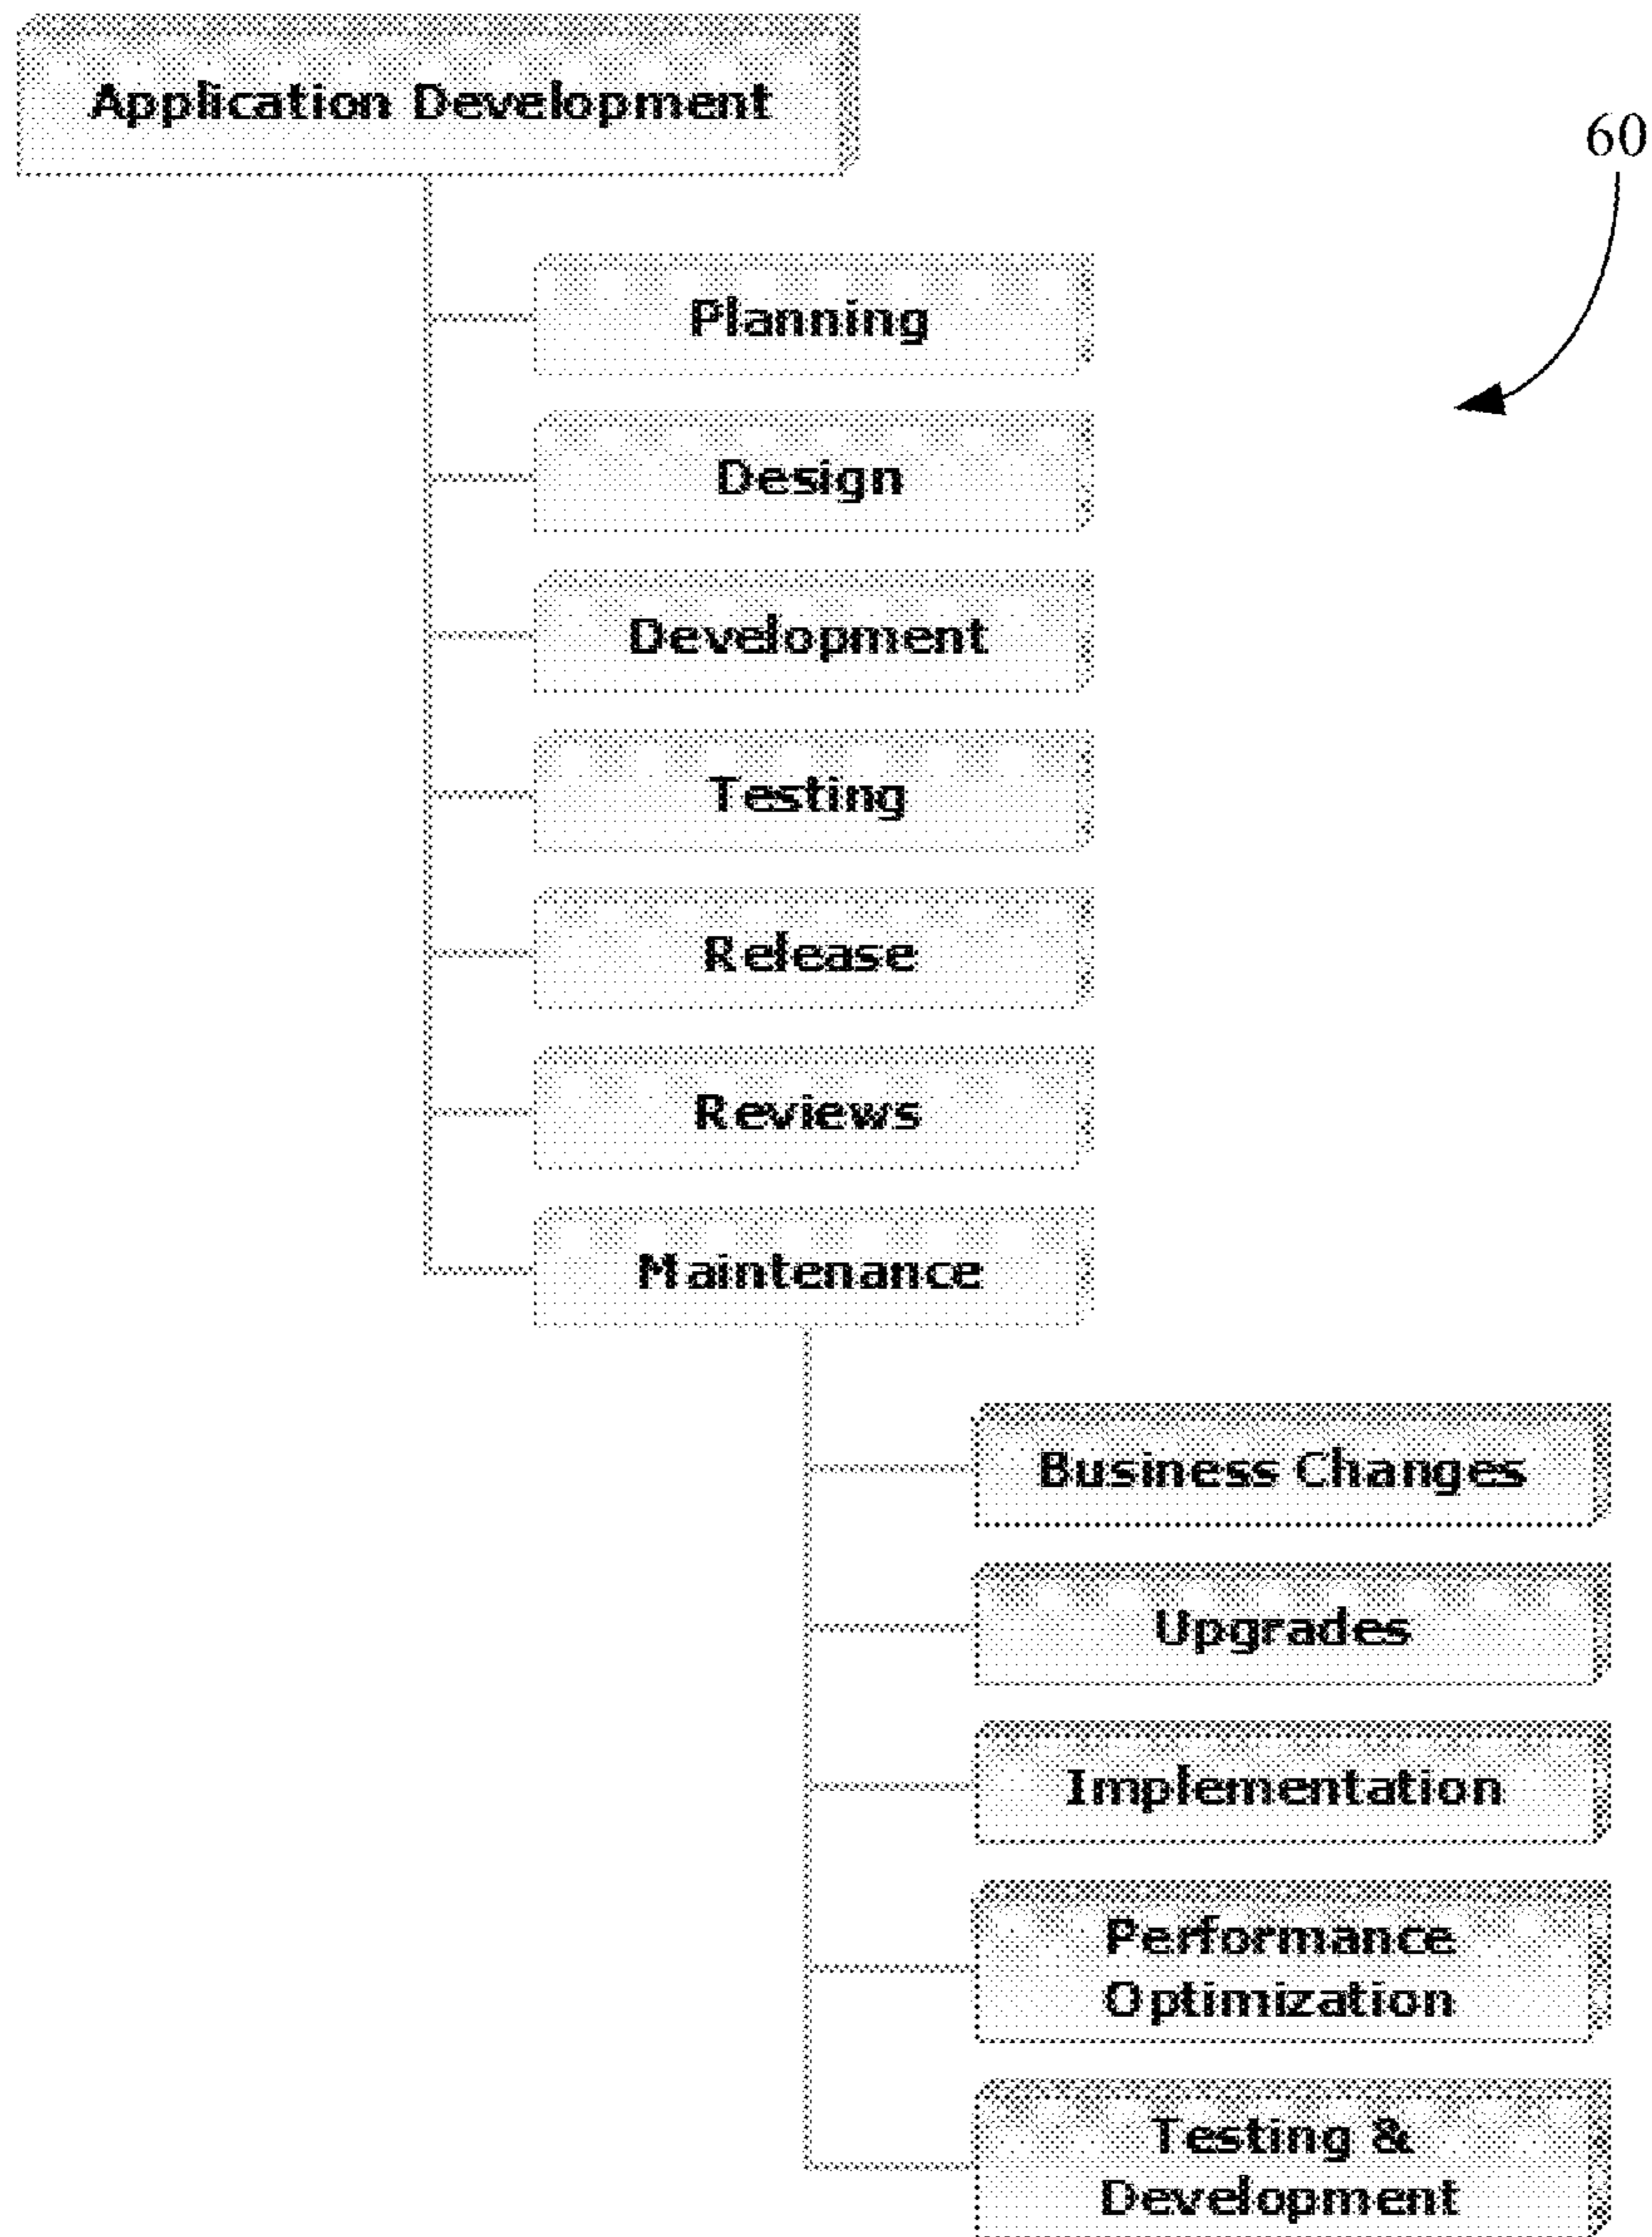 Application Development
60
Planning
Design
Development
Testing
Release
Reviews
Maintenance
Business Changes
Upgrades
Implementation
Performance
Optimization
Testing &
Development